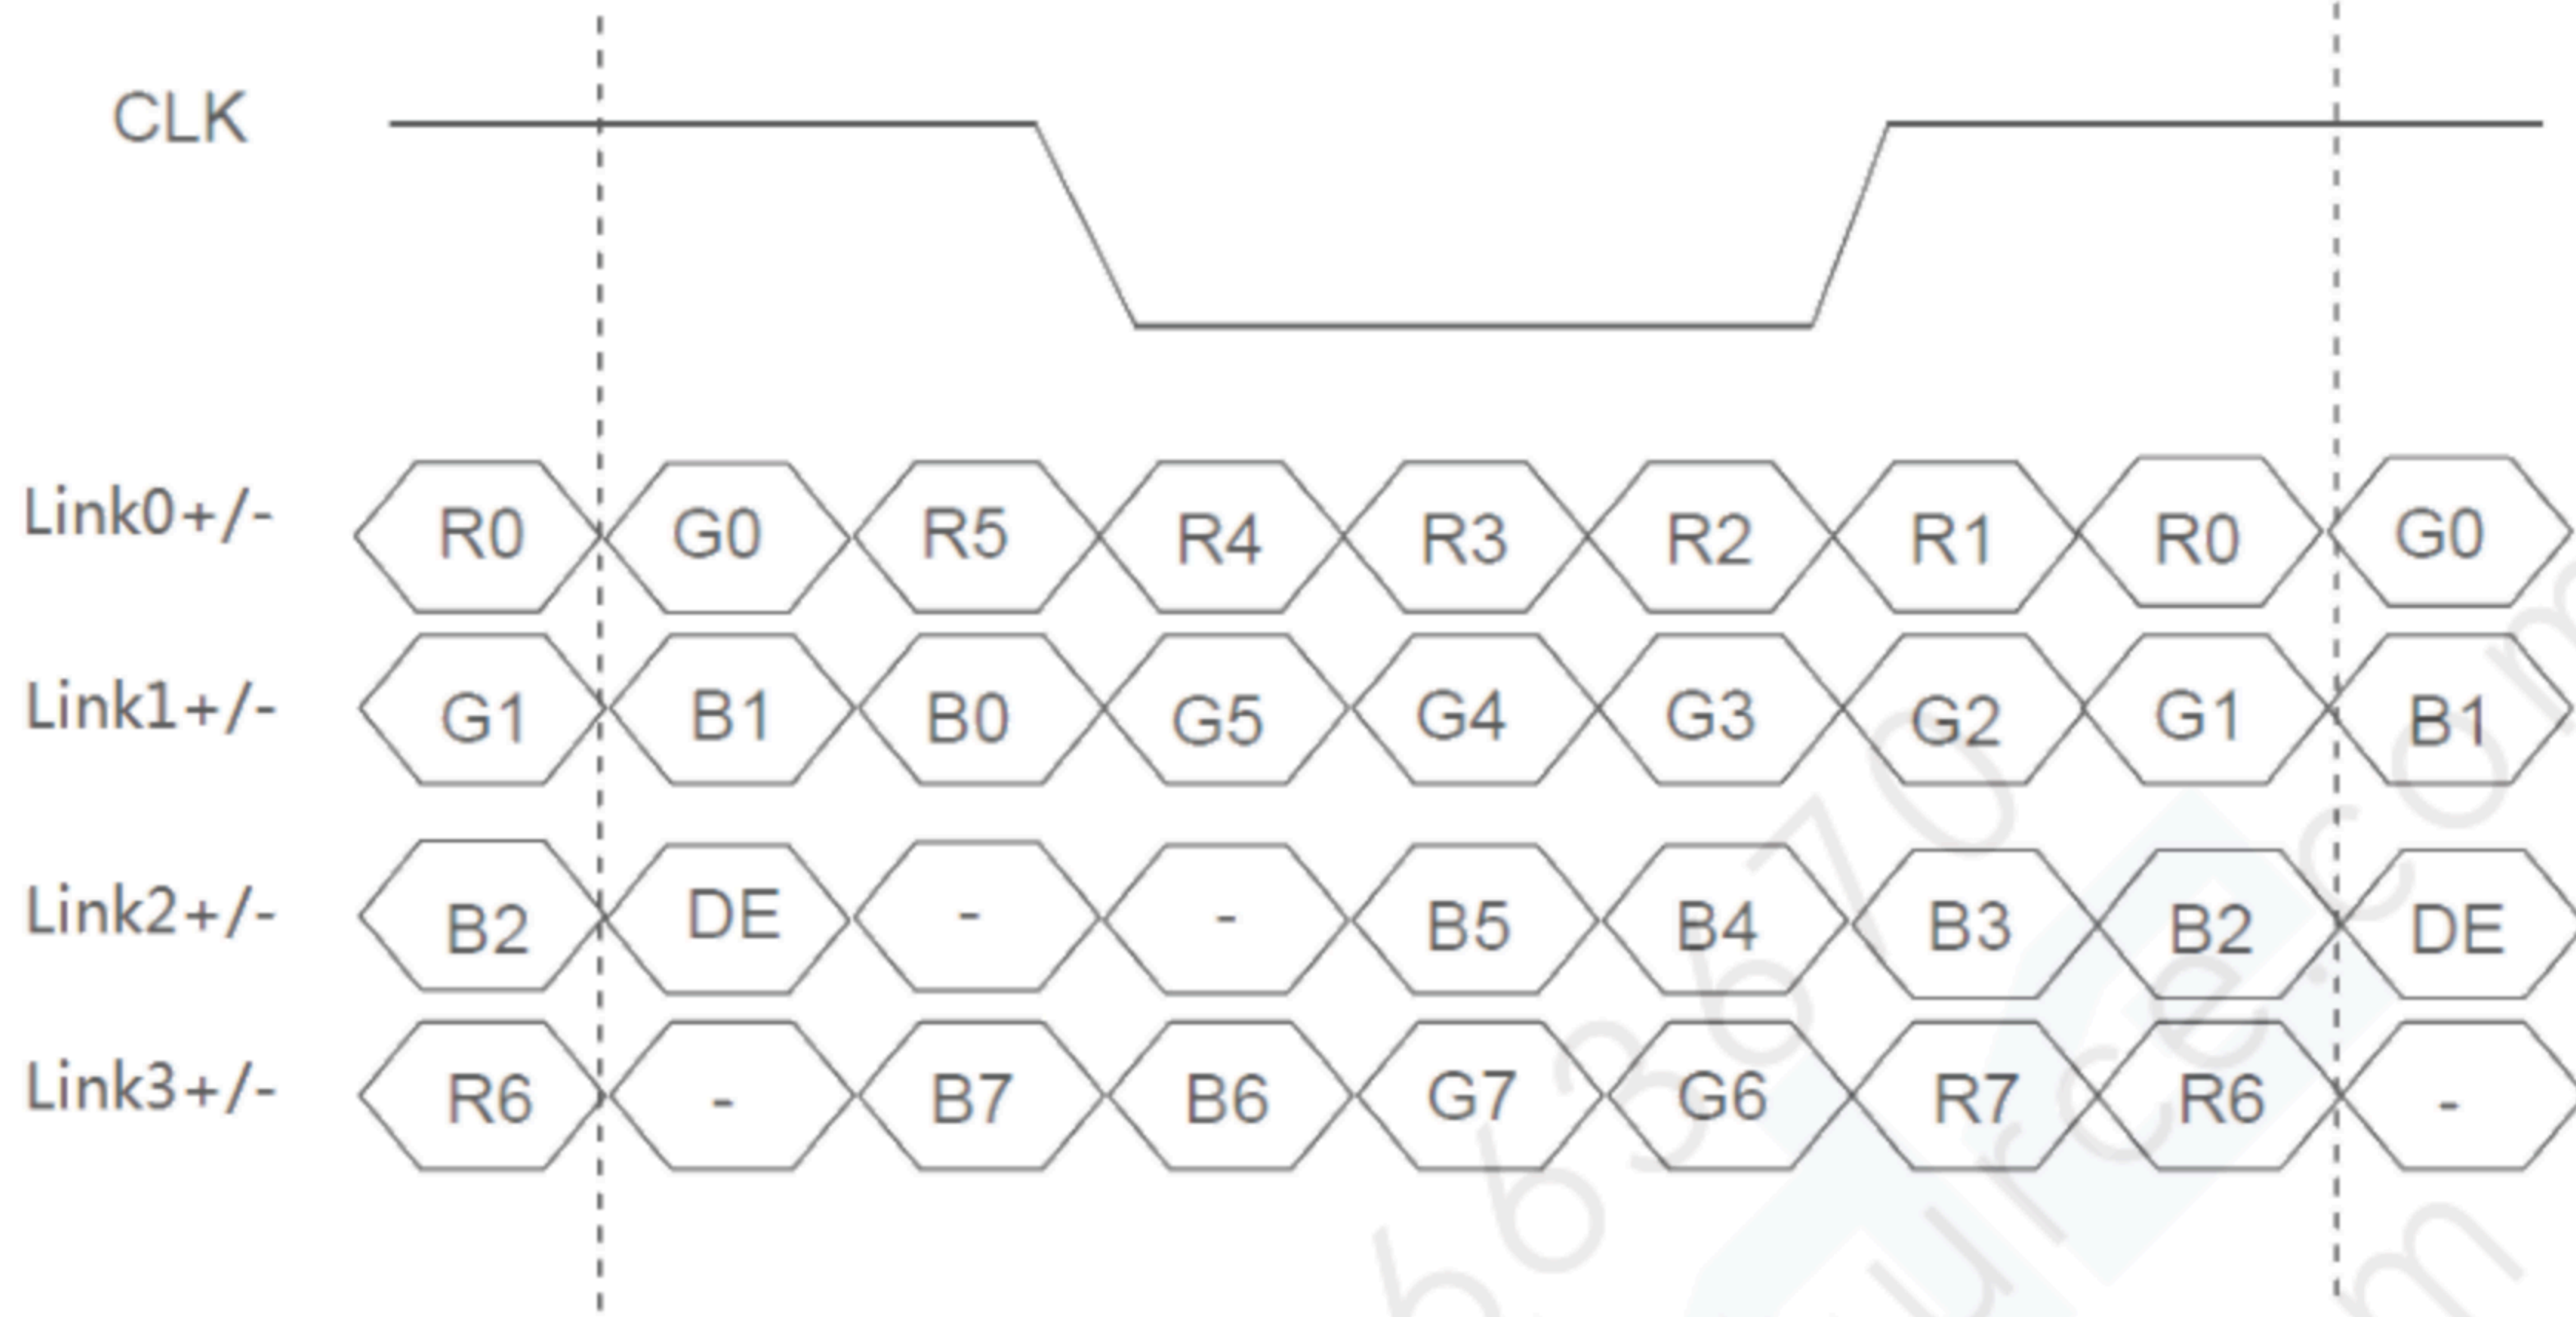 CLK
Link0+/- R0 G0 R5 R4 R3 R2 R1 R0 G0
Link1+/- G1 B1 B0 G5 G4 G3 G2 G1 B1
Link2+/- B2 DE - - B5 B4 B3 B2 DE
Link3+/- R6 - B7 B6 G7 G6 R7 R6 -